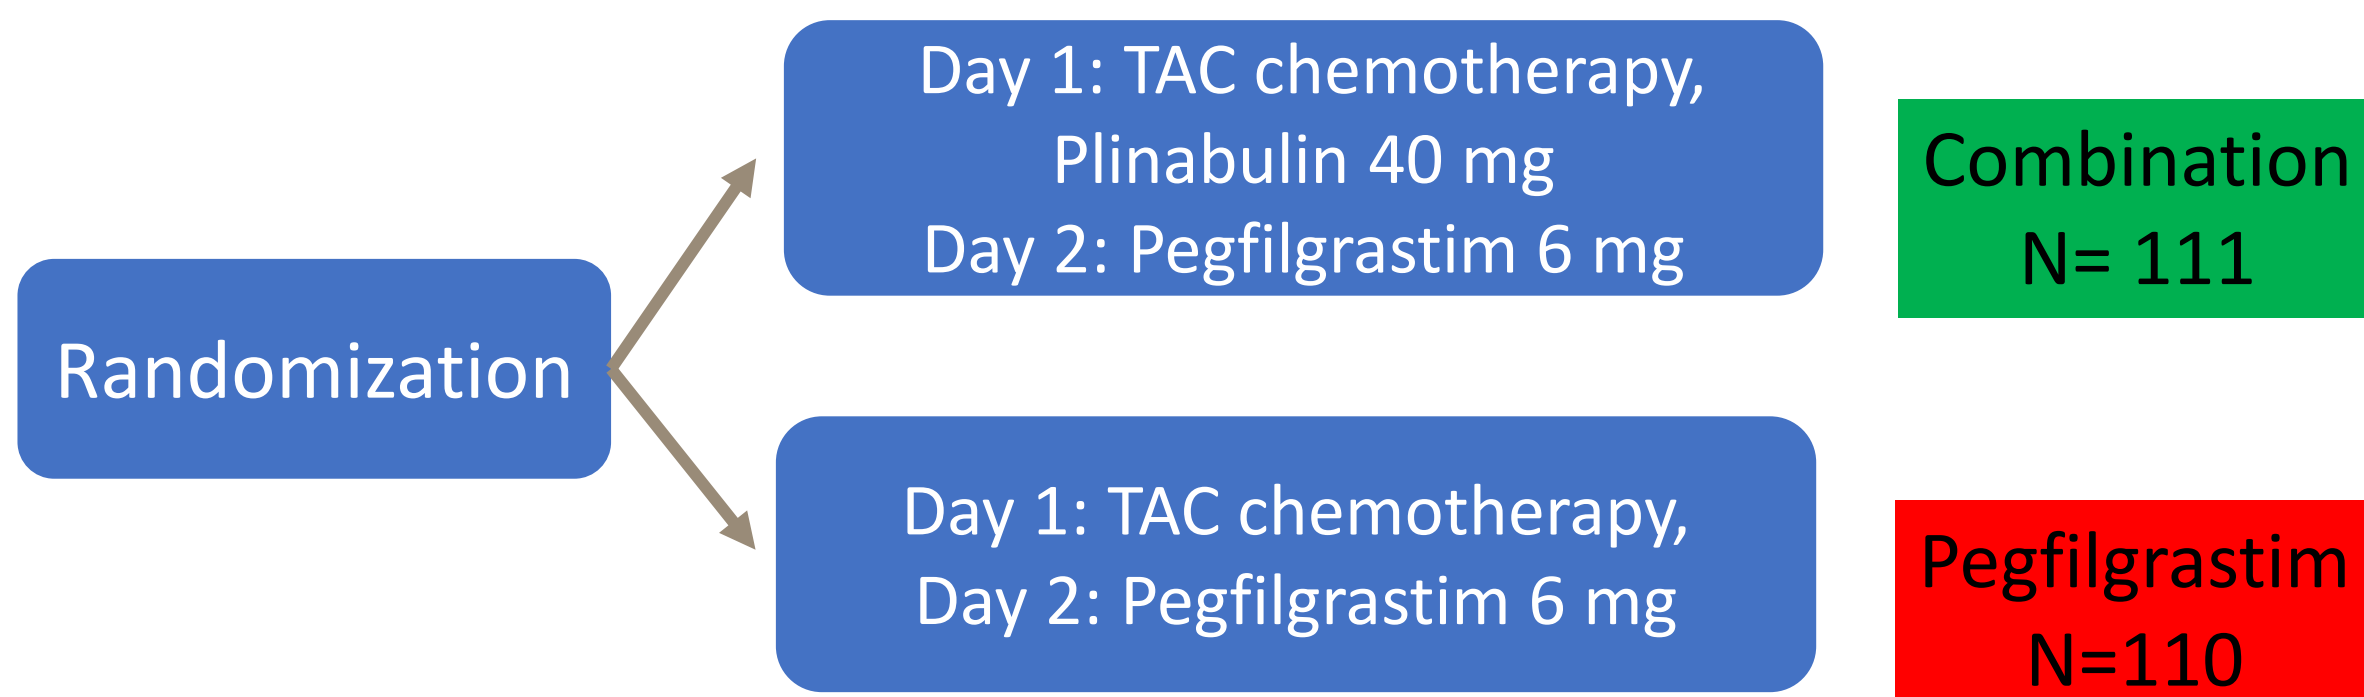 Randomization
Day 1: TAC chemotherapy,
Plinabulin 40 mg
Day 2: Pegfilgrastim 6 mg
Combination
N= 111
Day 1: TAC chemotherapy,
Day 2: Pegfilgrastim 6 mg
Pegfilgrastim
N=110